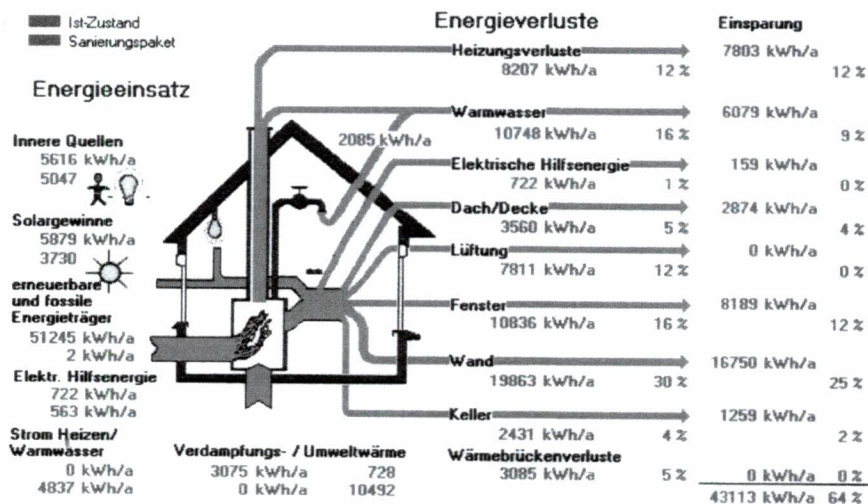 Ist-Zustand
Sanierungspaket
Energieeinsatz
Innere Quellen
5616 kWh/a
5047
Solargewinne
5879 kWh/a
3730
erneuerbare
und fossile
Energieträger
51245 kWh/a
2 kWh/a
Elektr. Hilfsenergie
722 kWh/a
563 kWh/a
Strom Heizen/
Warmwasser
0 kWh/a
4837 kWh/a
Verdampfungs- / Umweltwärme
3075 kWh/a 728
0 kWh/a 10492
2085 kWh/a
Energieverluste Einsparung
Heizungsverluste 7803 kWh/a
8207 kWh/a 12 % 12 %
Warmwasser 6079 kWh/a
10748 kWh/a 16 % 9 %
Elektrische Hilfsenergie 159 kWh/a
722 kWh/a 1 % 0 %
Dach/Decke 2874 kWh/a
3560 kWh/a 5 % 4 %
Lüftung 0 kWh/a
7811 kWh/a 12 % 0 %
Fenster 8189 kWh/a
10836 kWh/a 16 % 12 %
Wand 16750 kWh/a
19863 kWh/a 30 % 25 %
Keller 1259 kWh/a
2431 kWh/a 4 % 2 %
Wärmebrückenverluste
3085 kWh/a 5 % 0 kWh/a 0 %
43113 kWh/a 64 %